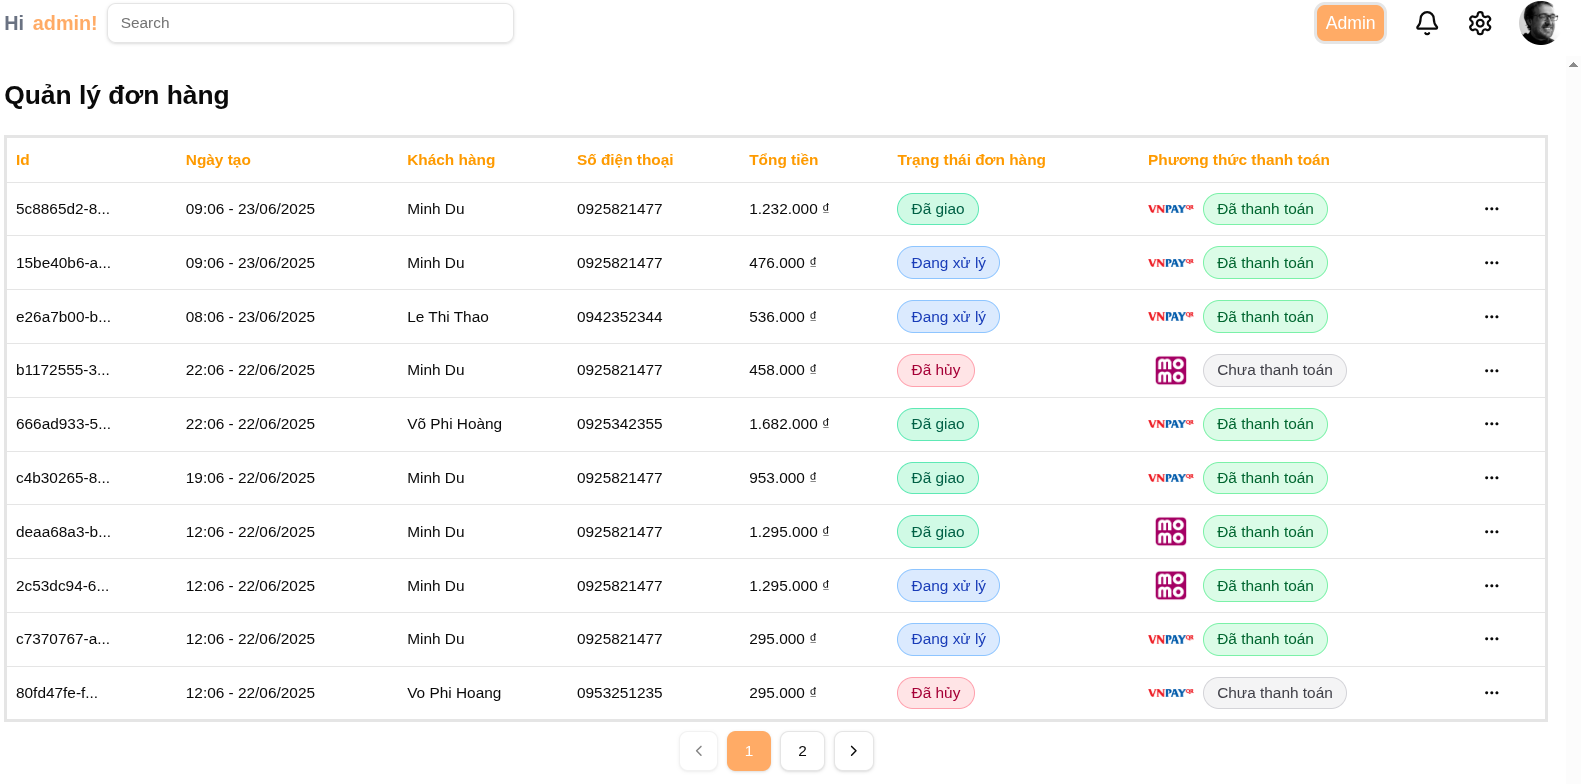 Hi admin! Search Admin
Quản lý đơn hàng
Id Ngày tạo Khách hàng Số điện thoại Tổng tiền Trạng thái đơn hàng Phương thức thanh toán
5c8865d2-8... 09:06 - 23/06/2025 Minh Du 0925821477 1.232.000 ₫ Đã giao VNPAYQR Đã thanh toán ...
15be40b6-a... 09:06 - 23/06/2025 Minh Du 0925821477 476.000 ₫ Đang xử lý VNPAYQR Đã thanh toán ...
e26a7b00-b... 08:06 - 23/06/2025 Le Thi Thao 0942352344 536.000 ₫ Đang xử lý VNPAYQR Đã thanh toán ...
b1172555-3... 22:06 - 22/06/2025 Minh Du 0925821477 458.000 ₫ Đã hủy momo Chưa thanh toán ...
666ad933-5... 22:06 - 22/06/2025 Võ Phi Hoàng 0925342355 1.682.000 ₫ Đã giao VNPAYQR Đã thanh toán ...
c4b30265-8... 19:06 - 22/06/2025 Minh Du 0925821477 953.000 ₫ Đã giao VNPAYQR Đã thanh toán ...
deaa68a3-b... 12:06 - 22/06/2025 Minh Du 0925821477 1.295.000 ₫ Đã giao momo Đã thanh toán ...
2c53dc94-6... 12:06 - 22/06/2025 Minh Du 0925821477 1.295.000 ₫ Đang xử lý momo Đã thanh toán ...
c7370767-a... 12:06 - 22/06/2025 Minh Du 0925821477 295.000 ₫ Đang xử lý VNPAYQR Đã thanh toán ...
80fd47fe-f... 12:06 - 22/06/2025 Vo Phi Hoang 0953251235 295.000 ₫ Đã hủy VNPAYQR Chưa thanh toán ...
1 2